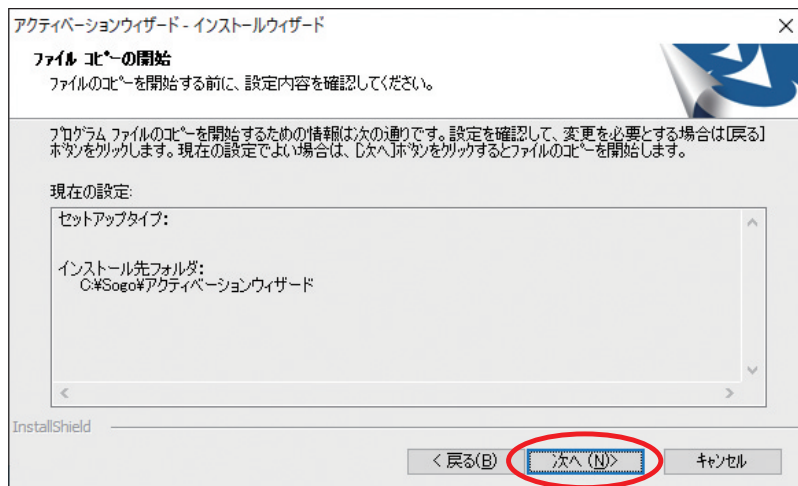 アクティベーションウィザード - インストールウィザード
ファイル コピーの開始
ファイルのコピーを開始する前に、設定内容を確認してください。
プログラム ファイルのコピーを開始するための情報は次の通りです。設定を確認して、変更を必要とする場合は[戻る]
ボタンをクリックします。現在の設定でよい場合は、[次へ]ボタンをクリックするとファイルのコピーを開始します。
現在の設定:
セットアップタイプ:
インストール先フォルダ:
C:¥Sogo¥アクティベーションウィザード
InstallShield
< 戻る(B)
次へ (N)>
キャンセル